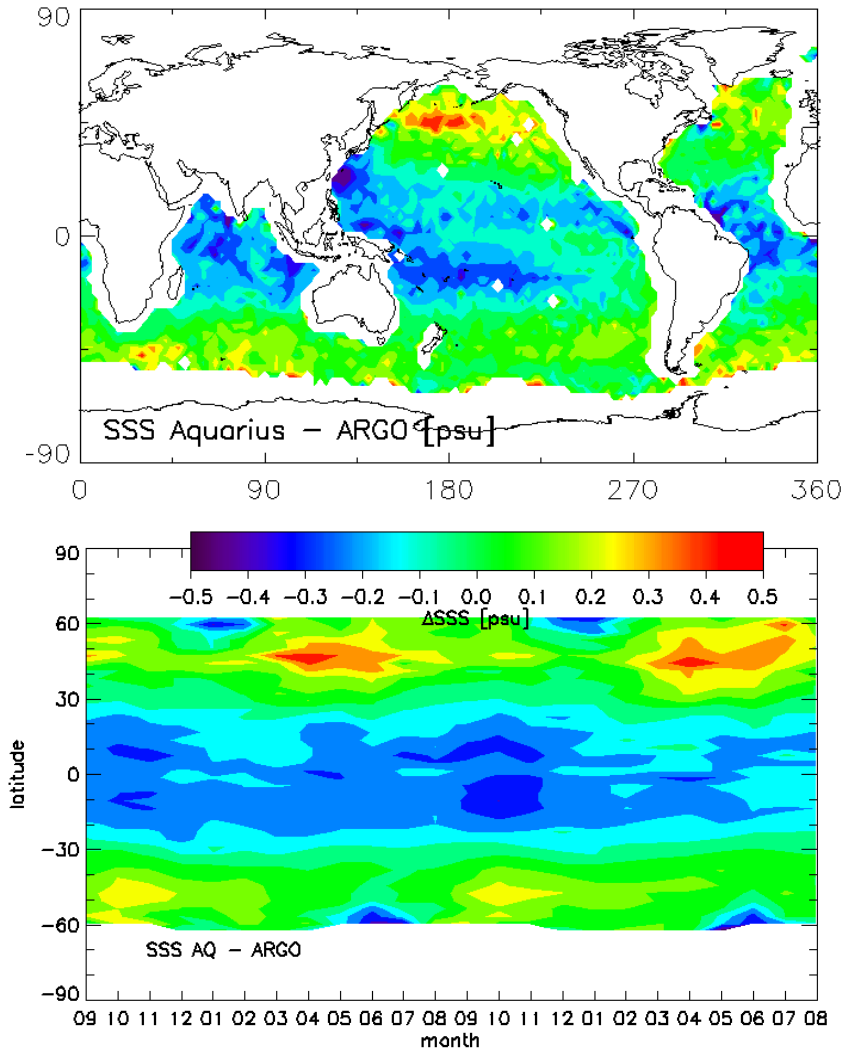 90
0
-90
SSS Aquarius - ARGO [psu]
0 90 180 270 360
-0.5 -0.4 -0.3 -0.2 -0.1 0.0 0.1 0.2 0.3 0.4 0.5
ΔSSS [psu]
90
60
30
0
-30
-60
-90
latitude
SSS AQ - ARGO
09 10 11 12 01 02 03 04 05 06 07 08 09 10 11 12 01 02 03 04 05 06 07 08
month